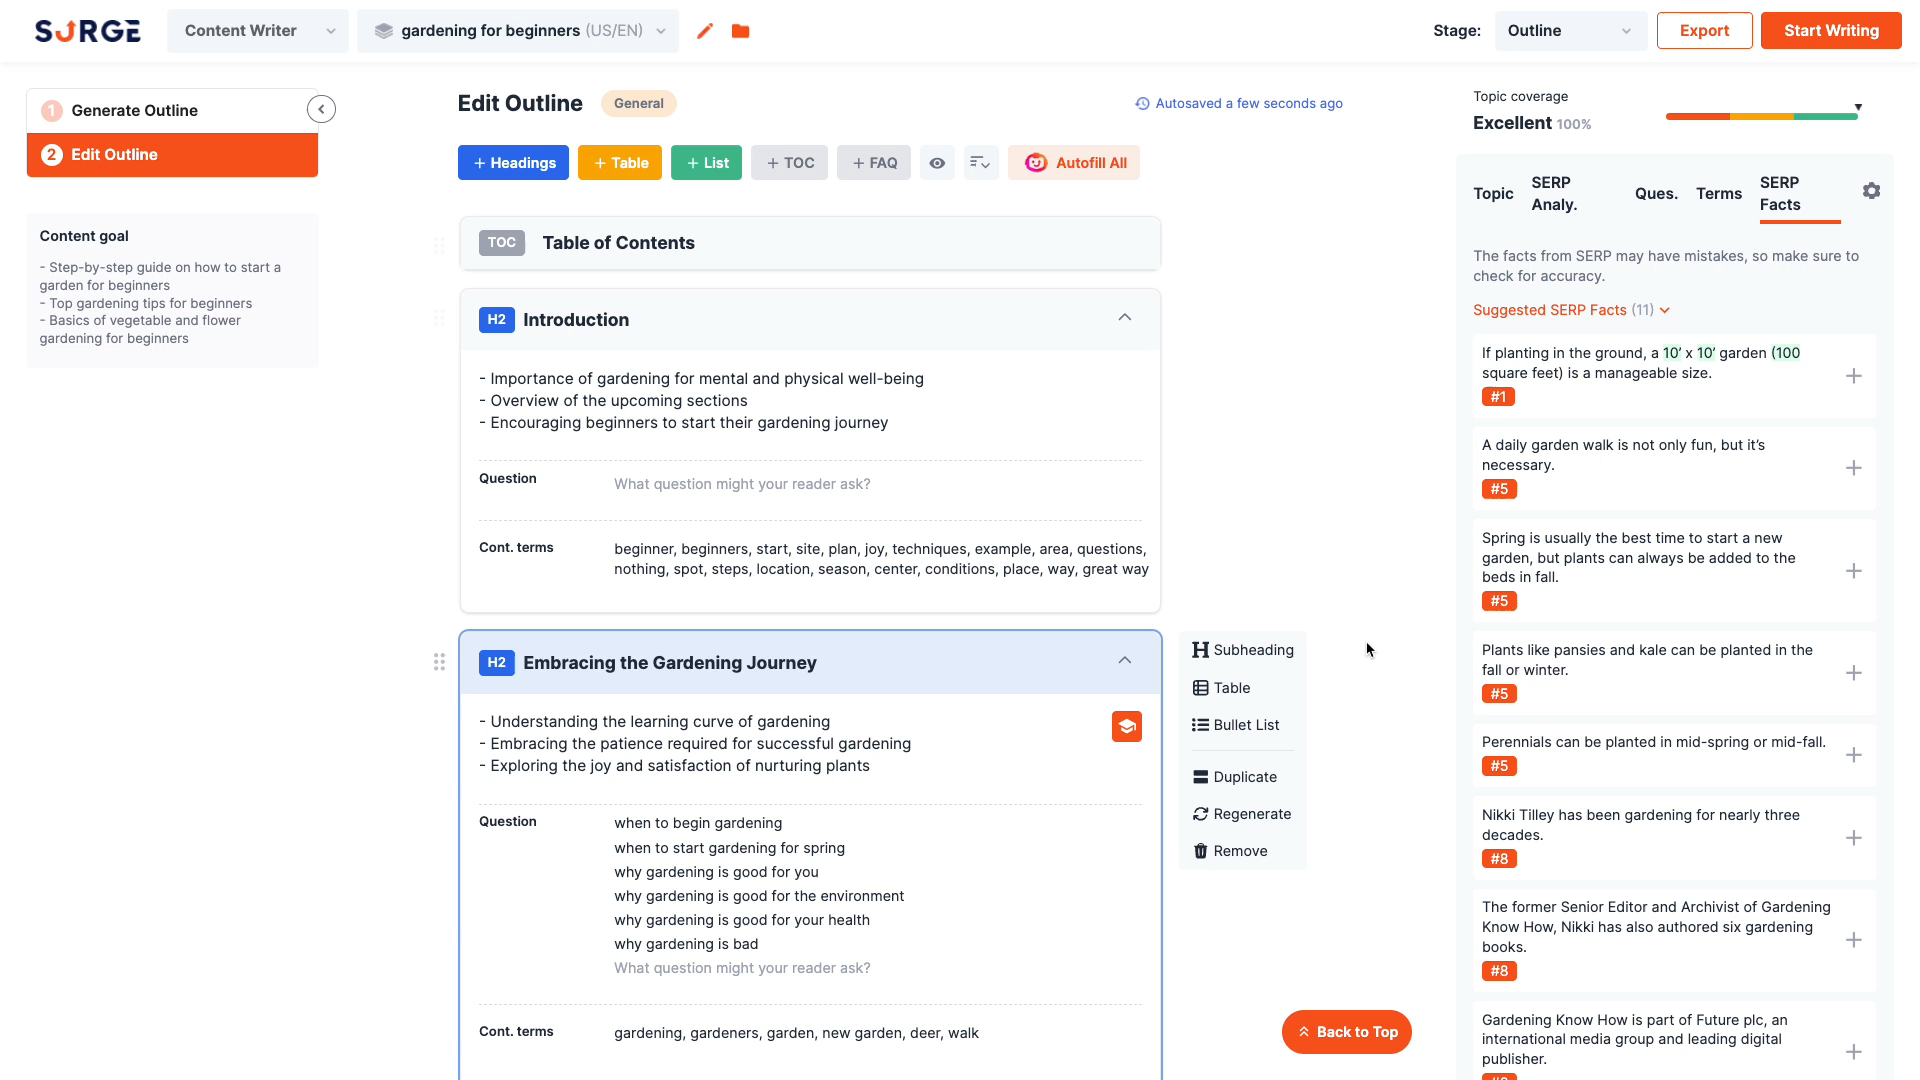 SURGE
Content Writer
gardening for beginners (US/EN)
Stage:
Outline
Export
Start Writing
1 Generate Outline
2 Edit Outline
Content goal
- Step-by-step guide on how to start a
garden for beginners
- Top gardening tips for beginners
- Basics of vegetable and flower
gardening for beginners
Edit Outline
General
Autosaved a few seconds ago
+ Headings
+ Table
+ List
+ TOC
+ FAQ
Autofill All
TOC Table of Contents
H2 Introduction
- Importance of gardening for mental and physical well-being
- Overview of the upcoming sections
- Encouraging beginners to start their gardening journey
Question
What question might your reader ask?
Cont. terms
beginner, beginners, start, site, plan, joy, techniques, example, area, questions,
nothing, spot, steps, location, season, center, conditions, place, way, great way
H2 Embracing the Gardening Journey
- Understanding the learning curve of gardening
- Embracing the patience required for successful gardening
- Exploring the joy and satisfaction of nurturing plants
Question
when to begin gardening
when to start gardening for spring
why gardening is good for you
why gardening is good for the environment
why gardening is good for your health
why gardening is bad
What question might your reader ask?
Cont. terms
gardening, gardeners, garden, new garden, deer, walk
Subheading
Table
Bullet List
Duplicate
Regenerate
Remove
Back to Top
Topic coverage
Excellent 100%
Topic
SERP
Analy.
Ques.
Terms
SERP
Facts
The facts from SERP may have mistakes, so make sure to
check for accuracy.
Suggested SERP Facts (11)
If planting in the ground, a 10’ x 10’ garden (100
square feet) is a manageable size.
#1
A daily garden walk is not only fun, but it’s
necessary.
#5
Spring is usually the best time to start a new
garden, but plants can always be added to the
beds in fall.
#5
Plants like pansies and kale can be planted in the
fall or winter.
#5
Perennials can be planted in mid-spring or mid-fall.
#5
Nikki Tilley has been gardening for nearly three
decades.
#8
The former Senior Editor and Archivist of Gardening
Know How, Nikki has also authored six gardening
books.
#8
Gardening Know How is part of Future plc, an
international media group and leading digital
publisher.